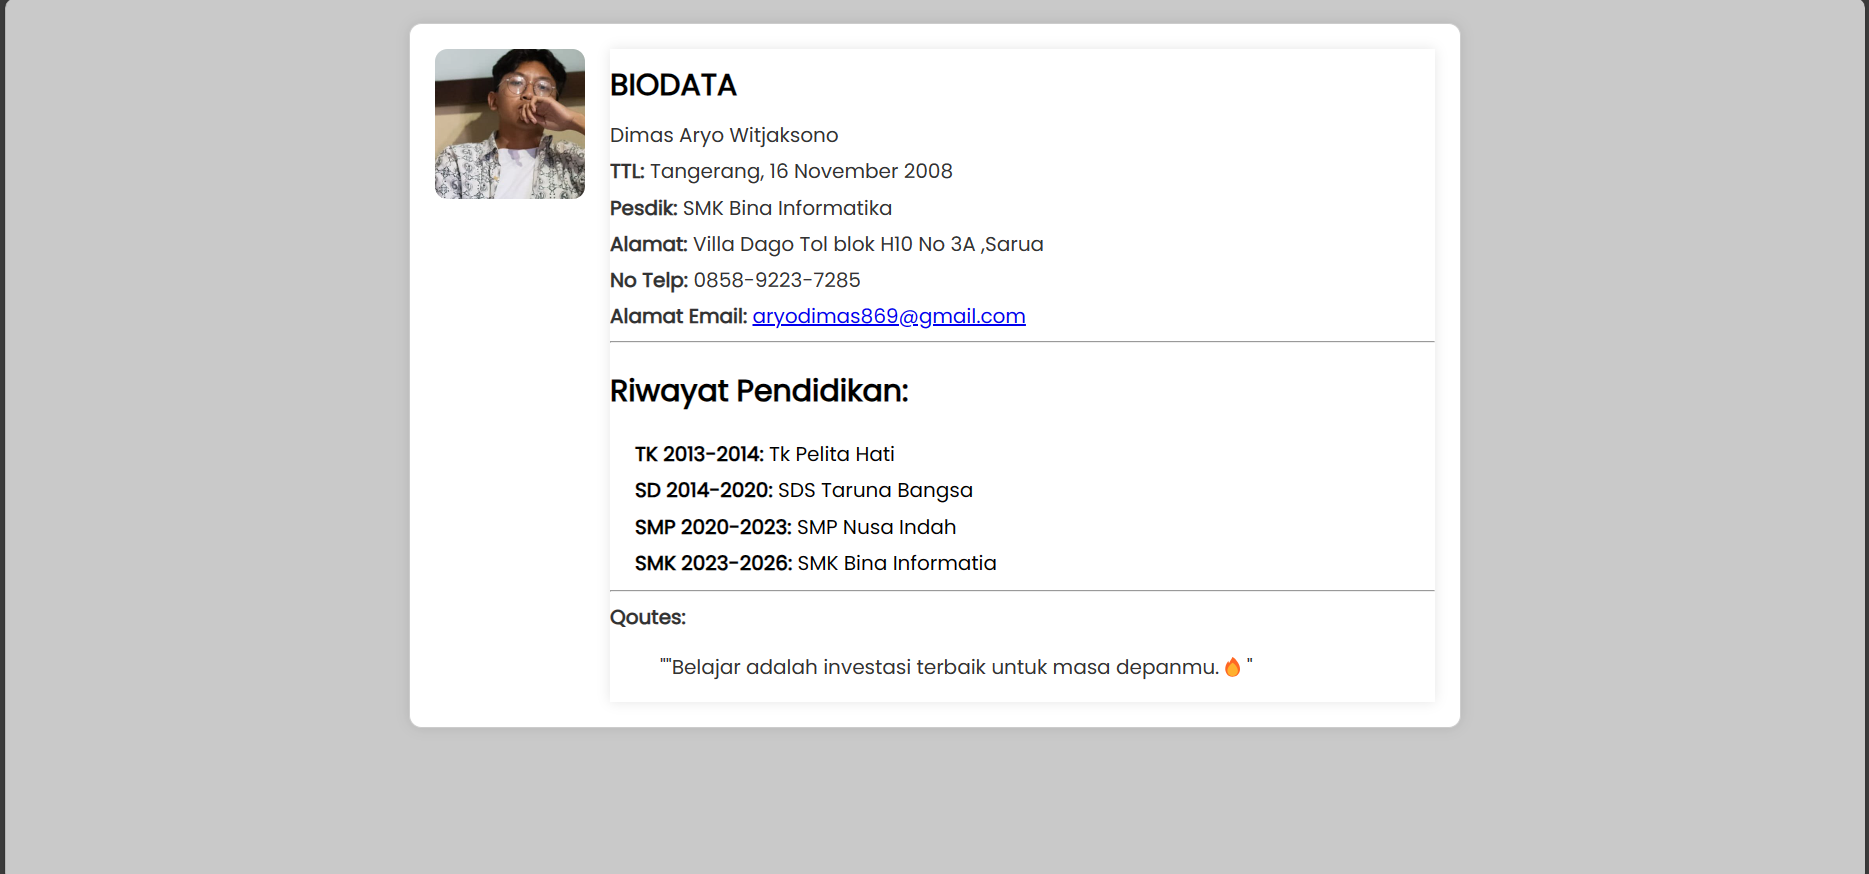 BIODATA
Dimas Aryo Witjaksono
TTL: Tangerang, 16 November 2008
Pesdik: SMK Bina Informatika
Alamat: Villa Dago Tol blok H10 No 3A ,Sarua
No Telp: 0858-9223-7285
Alamat Email: aryodimas869@gmail.com
Riwayat Pendidikan:
TK 2013-2014: Tk Pelita Hati
SD 2014-2020: SDS Taruna Bangsa
SMP 2020-2023: SMP Nusa Indah
SMK 2023-2026: SMK Bina Informatia
Qoutes:
""Belajar adalah investasi terbaik untuk masa depanmu.🔥 "